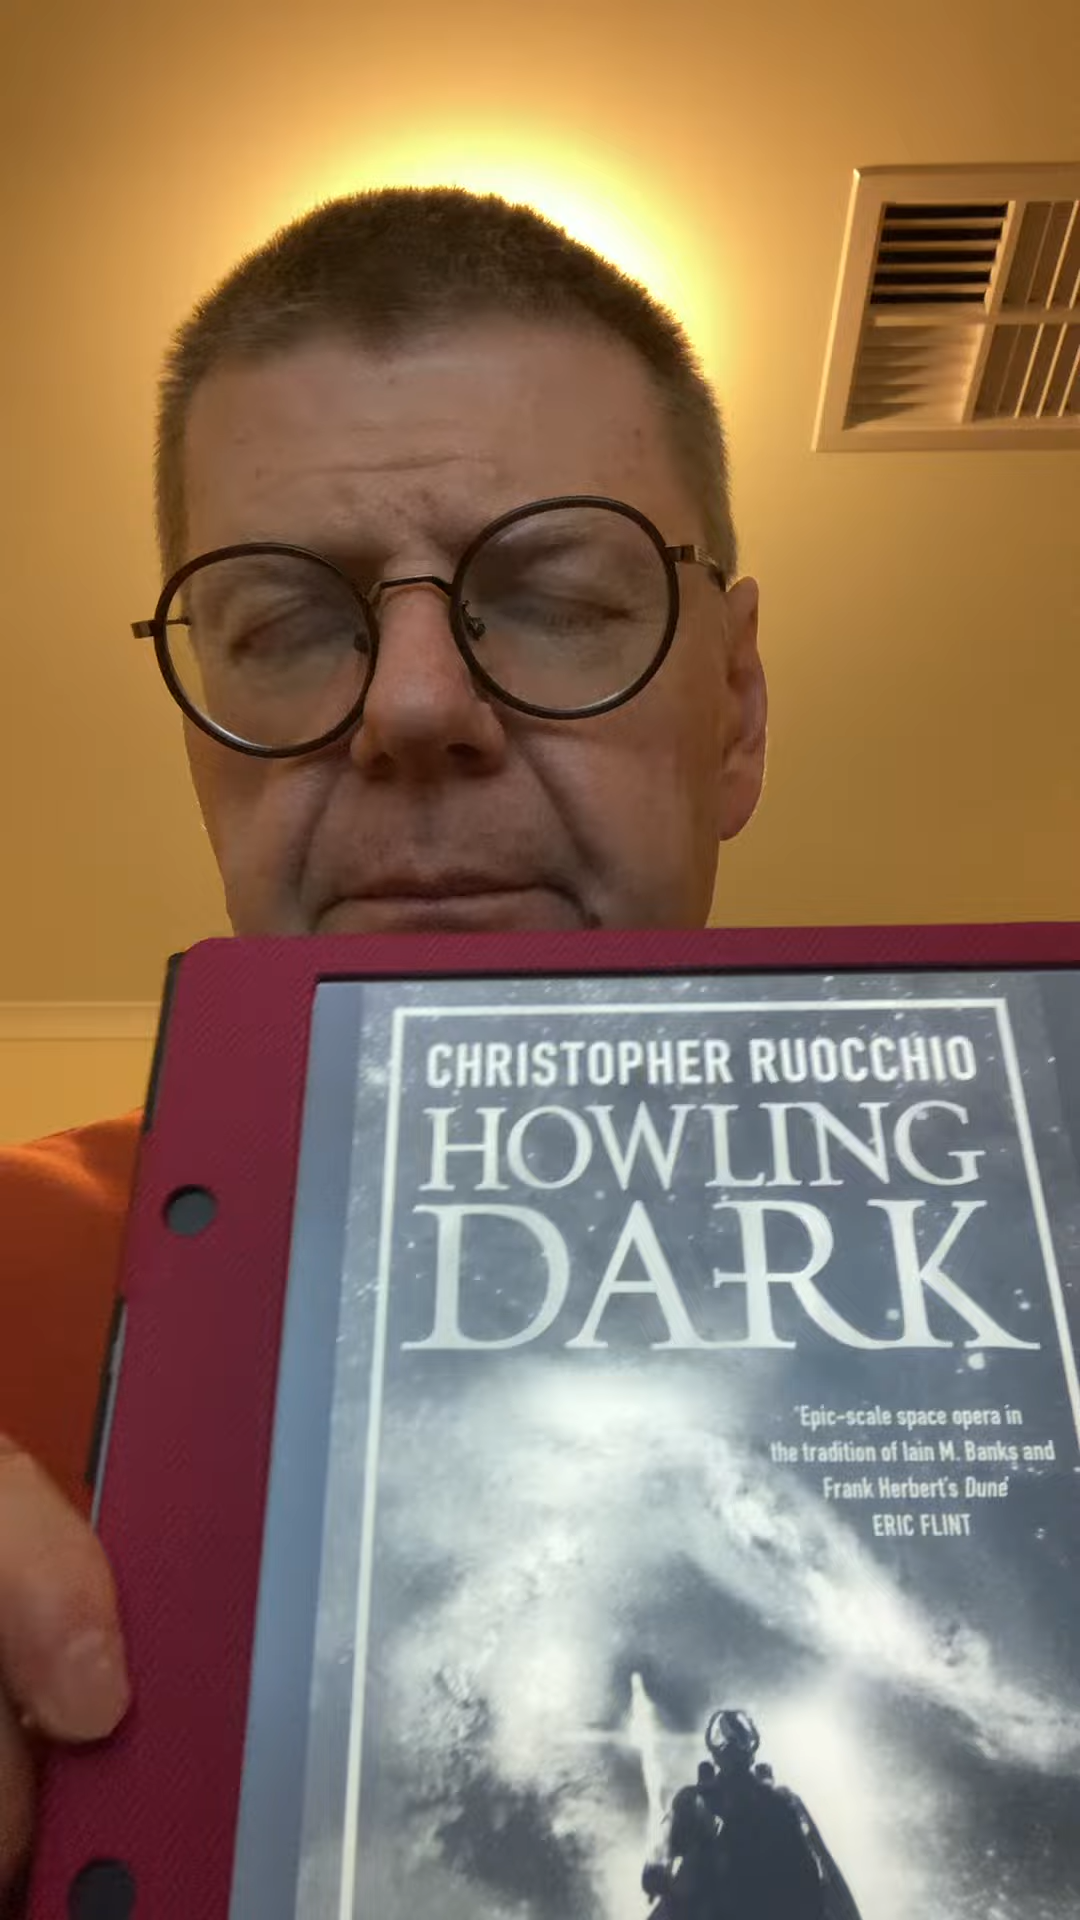 CHRISTOPHER RUOCCHIO
HOWLING
DARK
'Epic-scale space opera in
the tradition of Iain M. Banks and
Frank Herbert's Dune'
ERIC FLINT